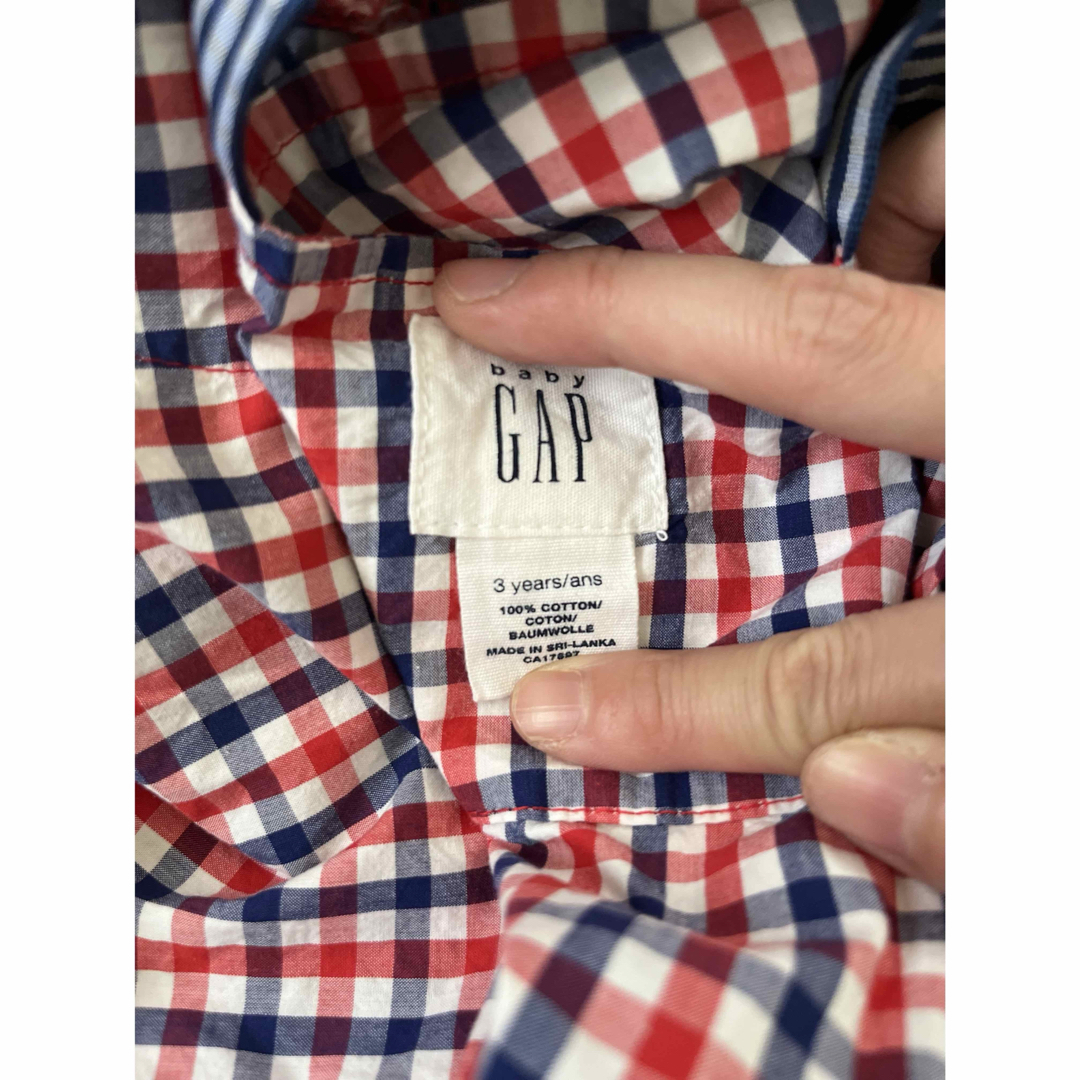 baby
GAP
3 years/ans
100% COTTON/
COTON/
BAUMWOLLE
MADE IN SRI-LANKA